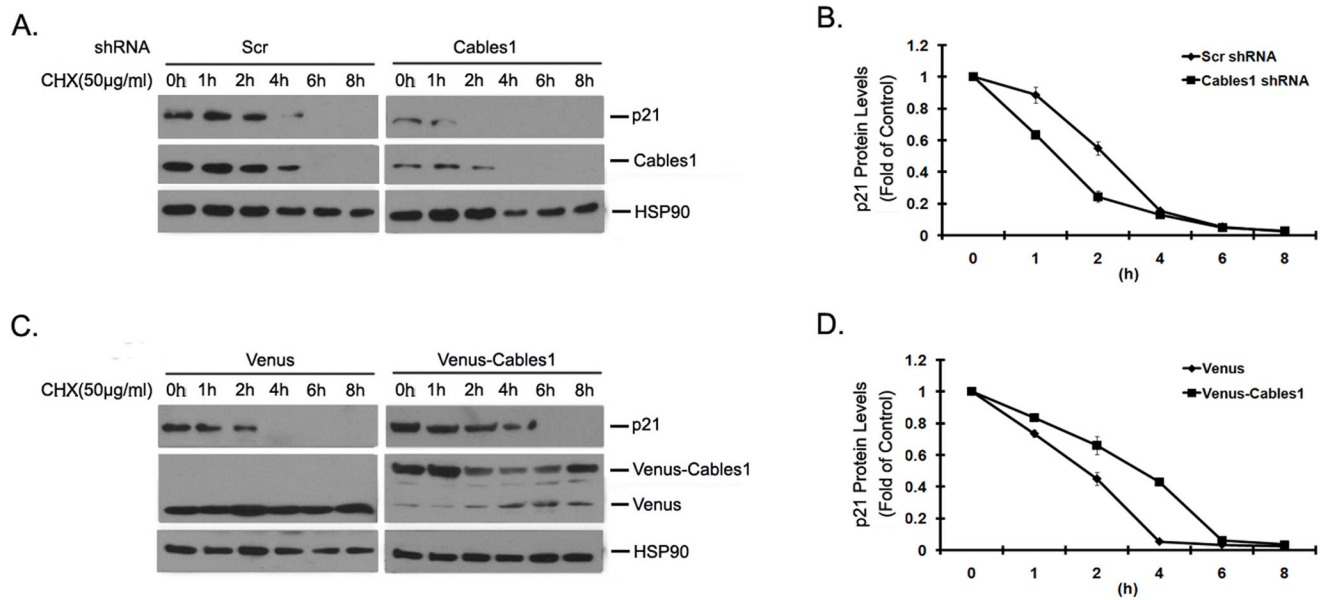 A.
shRNA Scr Cables1
CHX(50µg/ml) 0h 1h 2h 4h 6h 8h 0h 1h 2h 4h 6h 8h
p21
Cables1
HSP90
B.
p21 Protein Levels
(Fold of Control)
1.2
1
0.8
0.6
0.4
0.2
0
0 1 2 4 6 8
(h)
Scr shRNA
Cables1 shRNA
C.
Venus Venus-Cables1
CHX(50µg/ml) 0h 1h 2h 4h 6h 8h 0h 1h 2h 4h 6h 8h
p21
Venus-Cables1
Venus
HSP90
D.
p21 Protein Levels
(Fold of Control)
1.2
1
0.8
0.6
0.4
0.2
0
0 1 2 4 6 8
(h)
Venus
Venus-Cables1